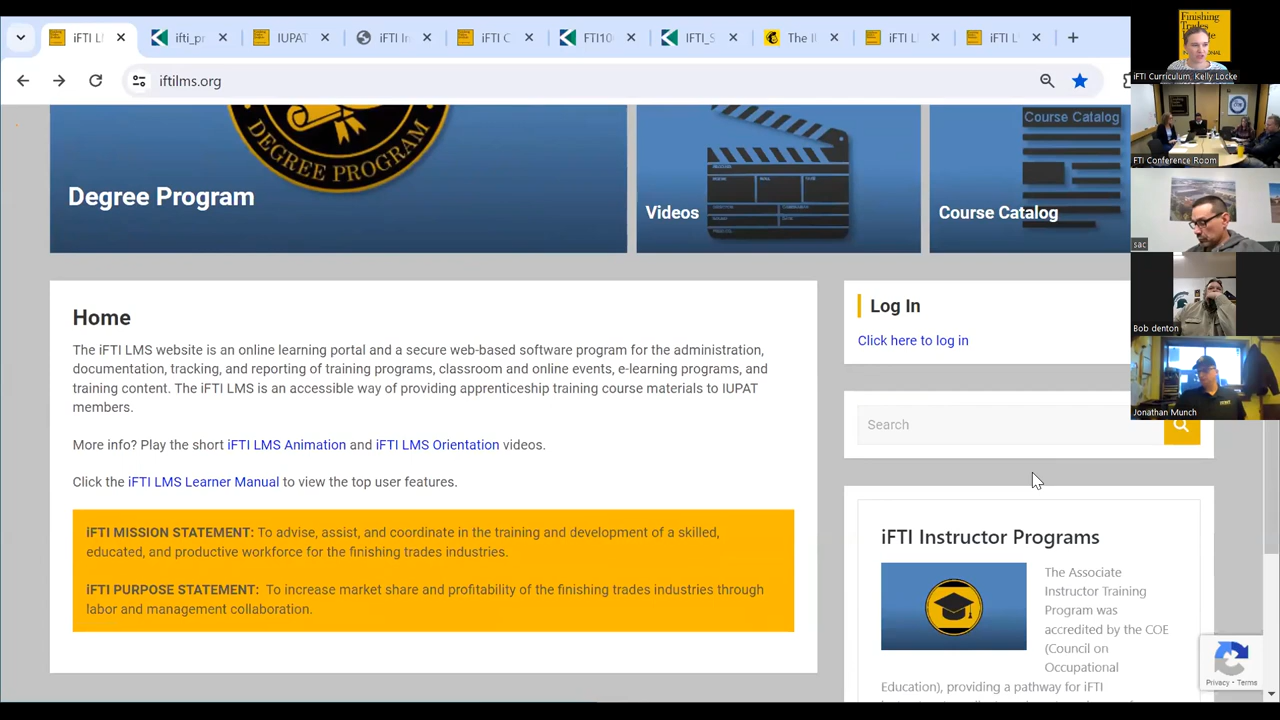 iFTI L
ifti_pr
IUPAT
iFTI In
FTI10
IFTI_S
The I
iFTI L
iFTI L
iftilms.org
Finishing
Trades
iFTI Curriculum, Kelly Locke
FTI Conference Room
sac
Bob denton
Jonathan Munch
DEGREE PROGRAM
Degree Program
Videos
Course Catalog
Course Catalog
Home
The iFTI LMS website is an online learning portal and a secure web-based software program for the administration,
documentation, tracking, and reporting of training programs, classroom and online events, e-learning programs, and
training content. The iFTI LMS is an accessible way of providing apprenticeship training course materials to IUPAT
members.
More info? Play the short iFTI LMS Animation and iFTI LMS Orientation videos.
Click the iFTI LMS Learner Manual to view the top user features.
iFTI MISSION STATEMENT: To advise, assist, and coordinate in the training and development of a skilled,
educated, and productive workforce for the finishing trades industries.
iFTI PURPOSE STATEMENT: To increase market share and profitability of the finishing trades industries through
labor and management collaboration.
Log In
Click here to log in
Search
iFTI Instructor Programs
The Associate
Instructor Training
Program was
accredited by the COE
(Council on
Occupational
Education), providing a pathway for iFTI
Privacy - Terms